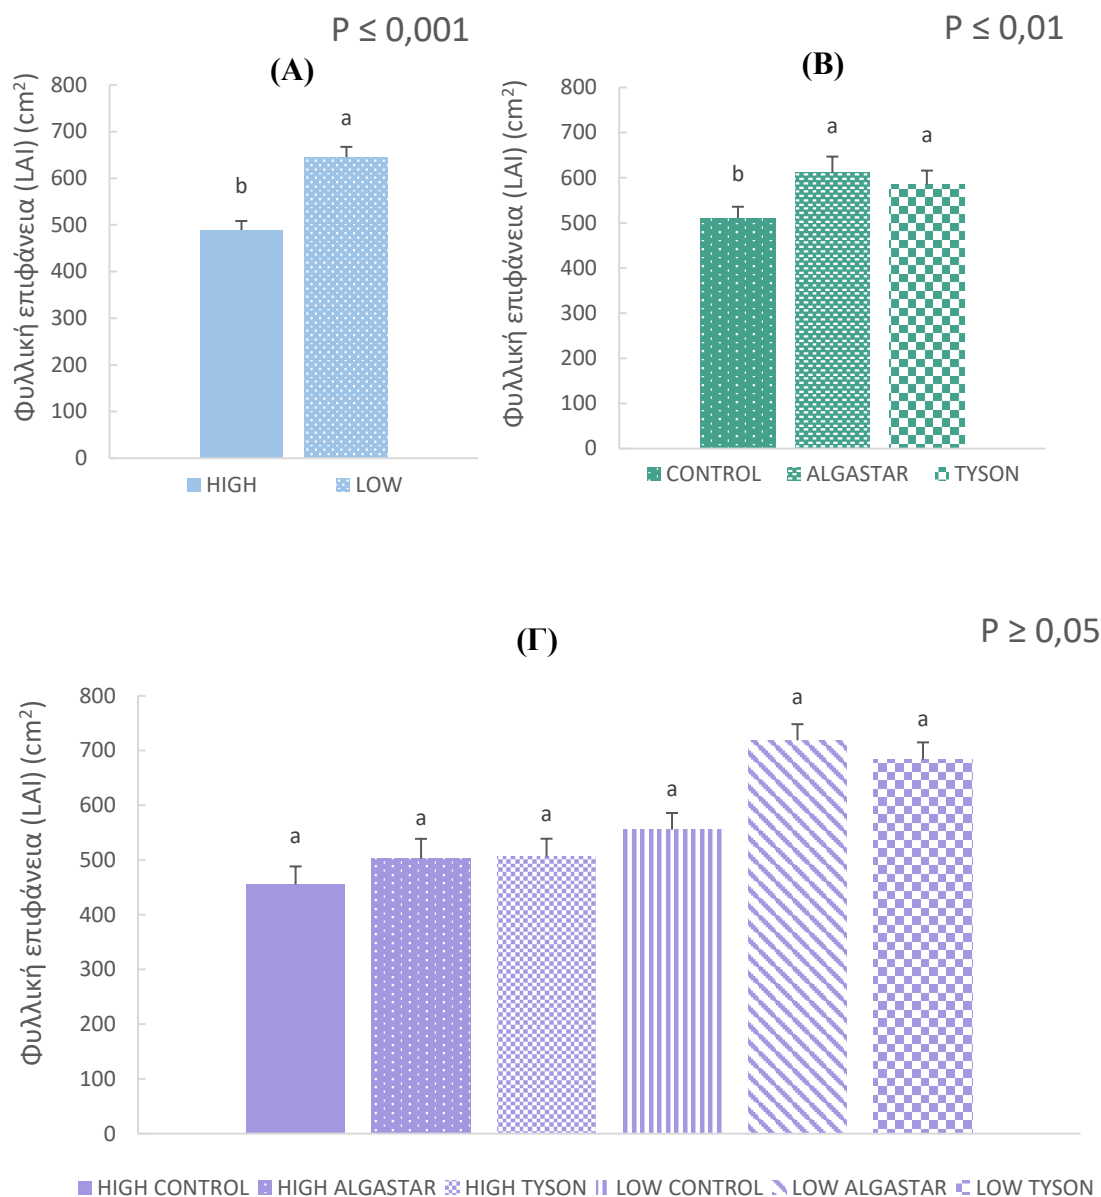 P ≤ 0,001
P ≤ 0,01
(A)
(B)
Φυλλική επιφάνεια (LAI) (cm²)
800
700
600
500
400
300
200
100
0
b
a
HIGH LOW
Φυλλική επιφάνεια (LAI) (cm²)
800
700
600
500
400
300
200
100
0
b
a
a
CONTROL ALGASTAR TYSON
(Γ)
P ≥ 0,05
Φυλλική επιφάνεια (LAI) (cm²)
800
700
600
500
400
300
200
100
0
a
a
a
a
a
a
HIGH CONTROL HIGH ALGASTAR HIGH TYSON LOW CONTROL LOW ALGASTAR LOW TYSON